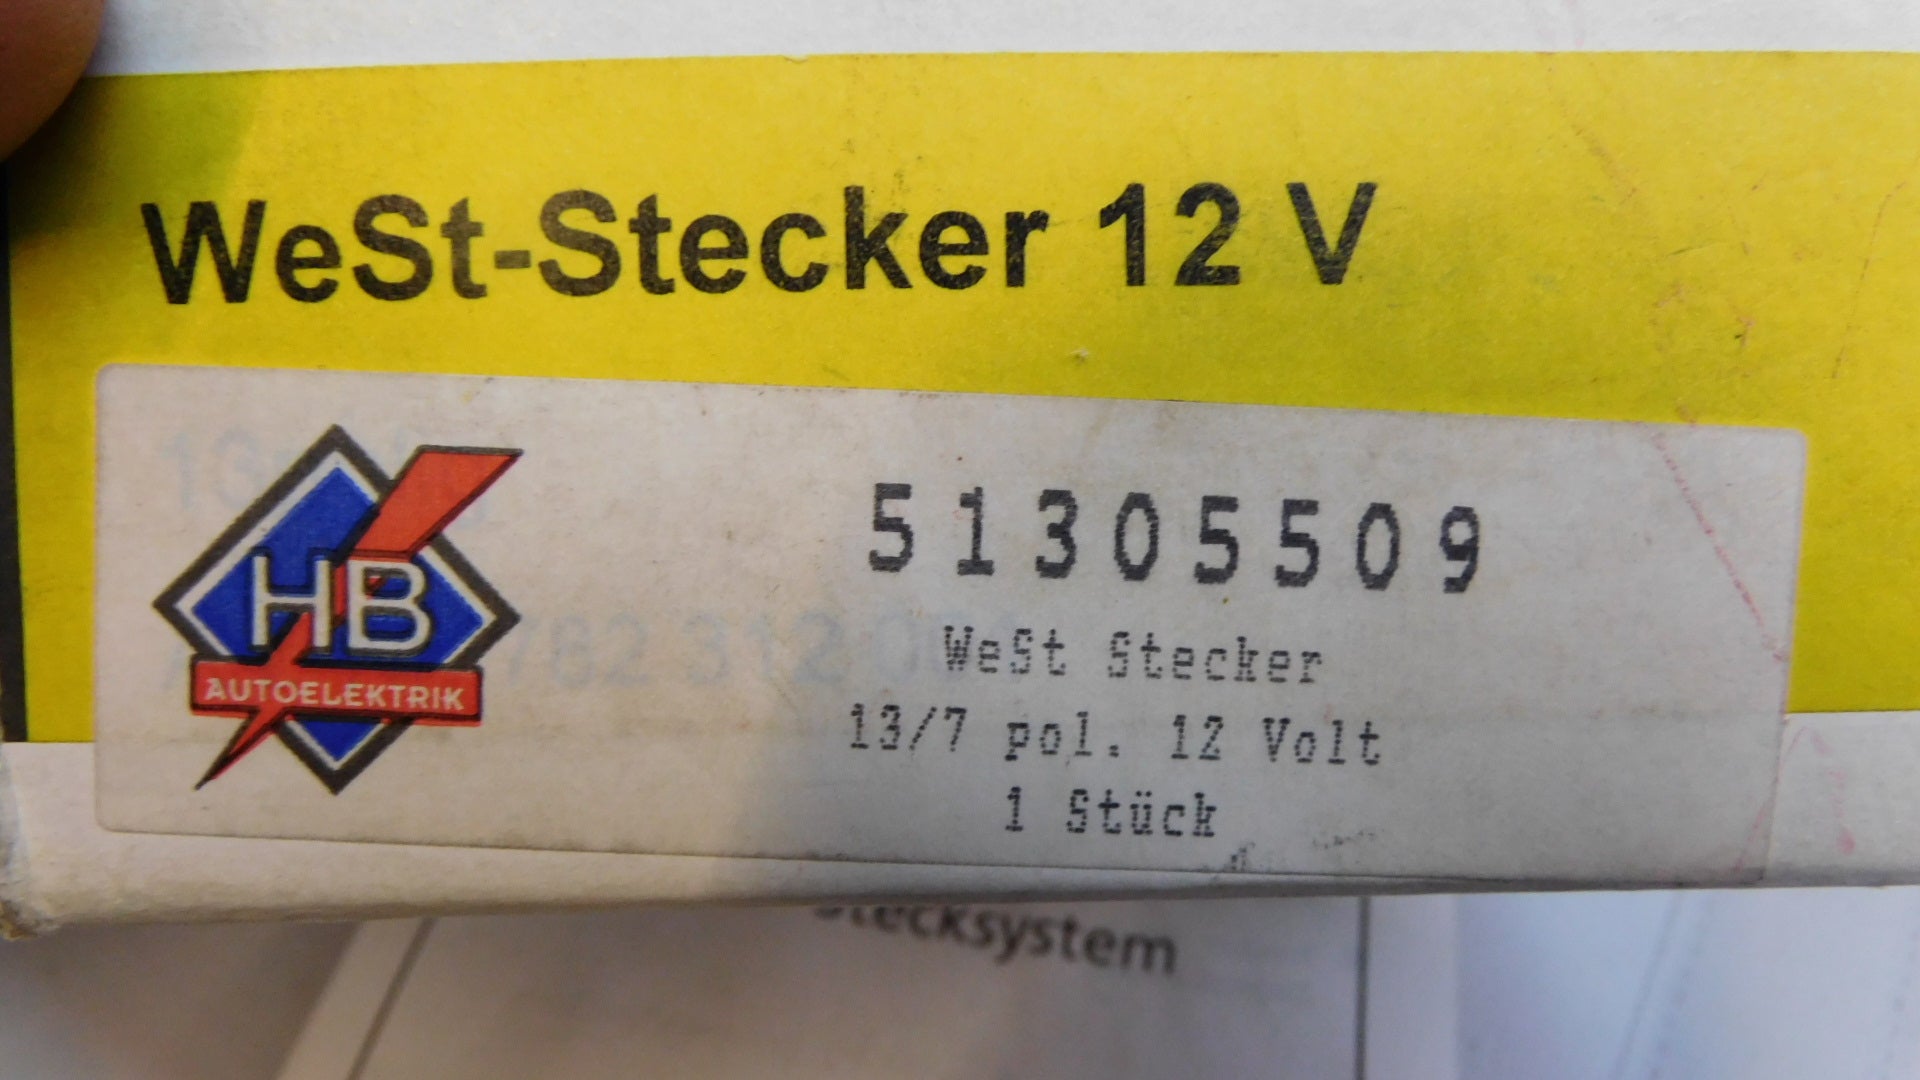 WeSt-Stecker 12 V
HB
AUTOELEKTRIK
51305509
WeSt Stecker
13/7 pol. 12 Volt
1 Stück
Stecksystem